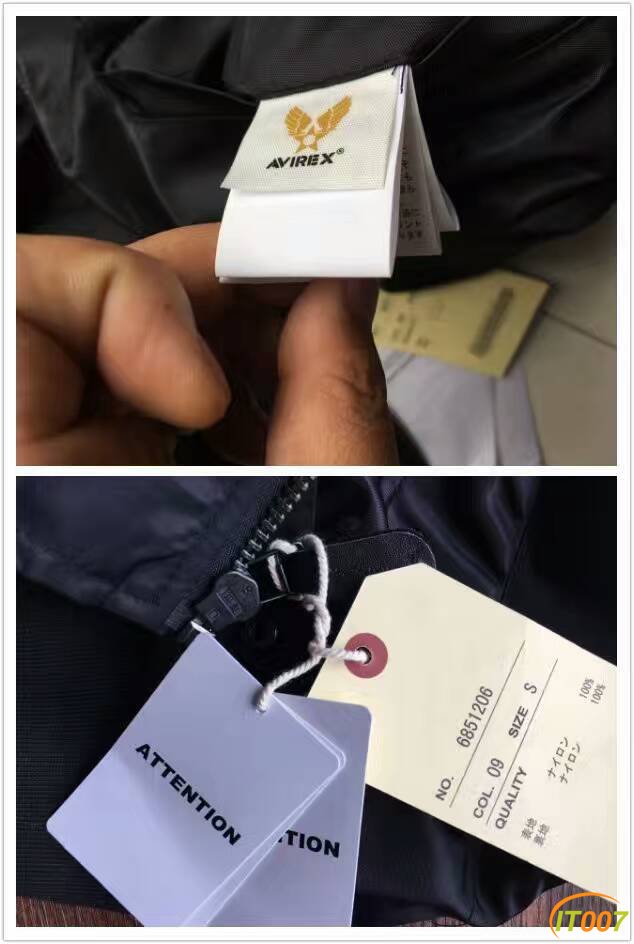 AVIREX®
ATTENTION
TION
NO. 6851206
COL. 09 SIZE S
QUALITY
表地 ナイロン 100%
裏地 ナイロン 100%
IT007